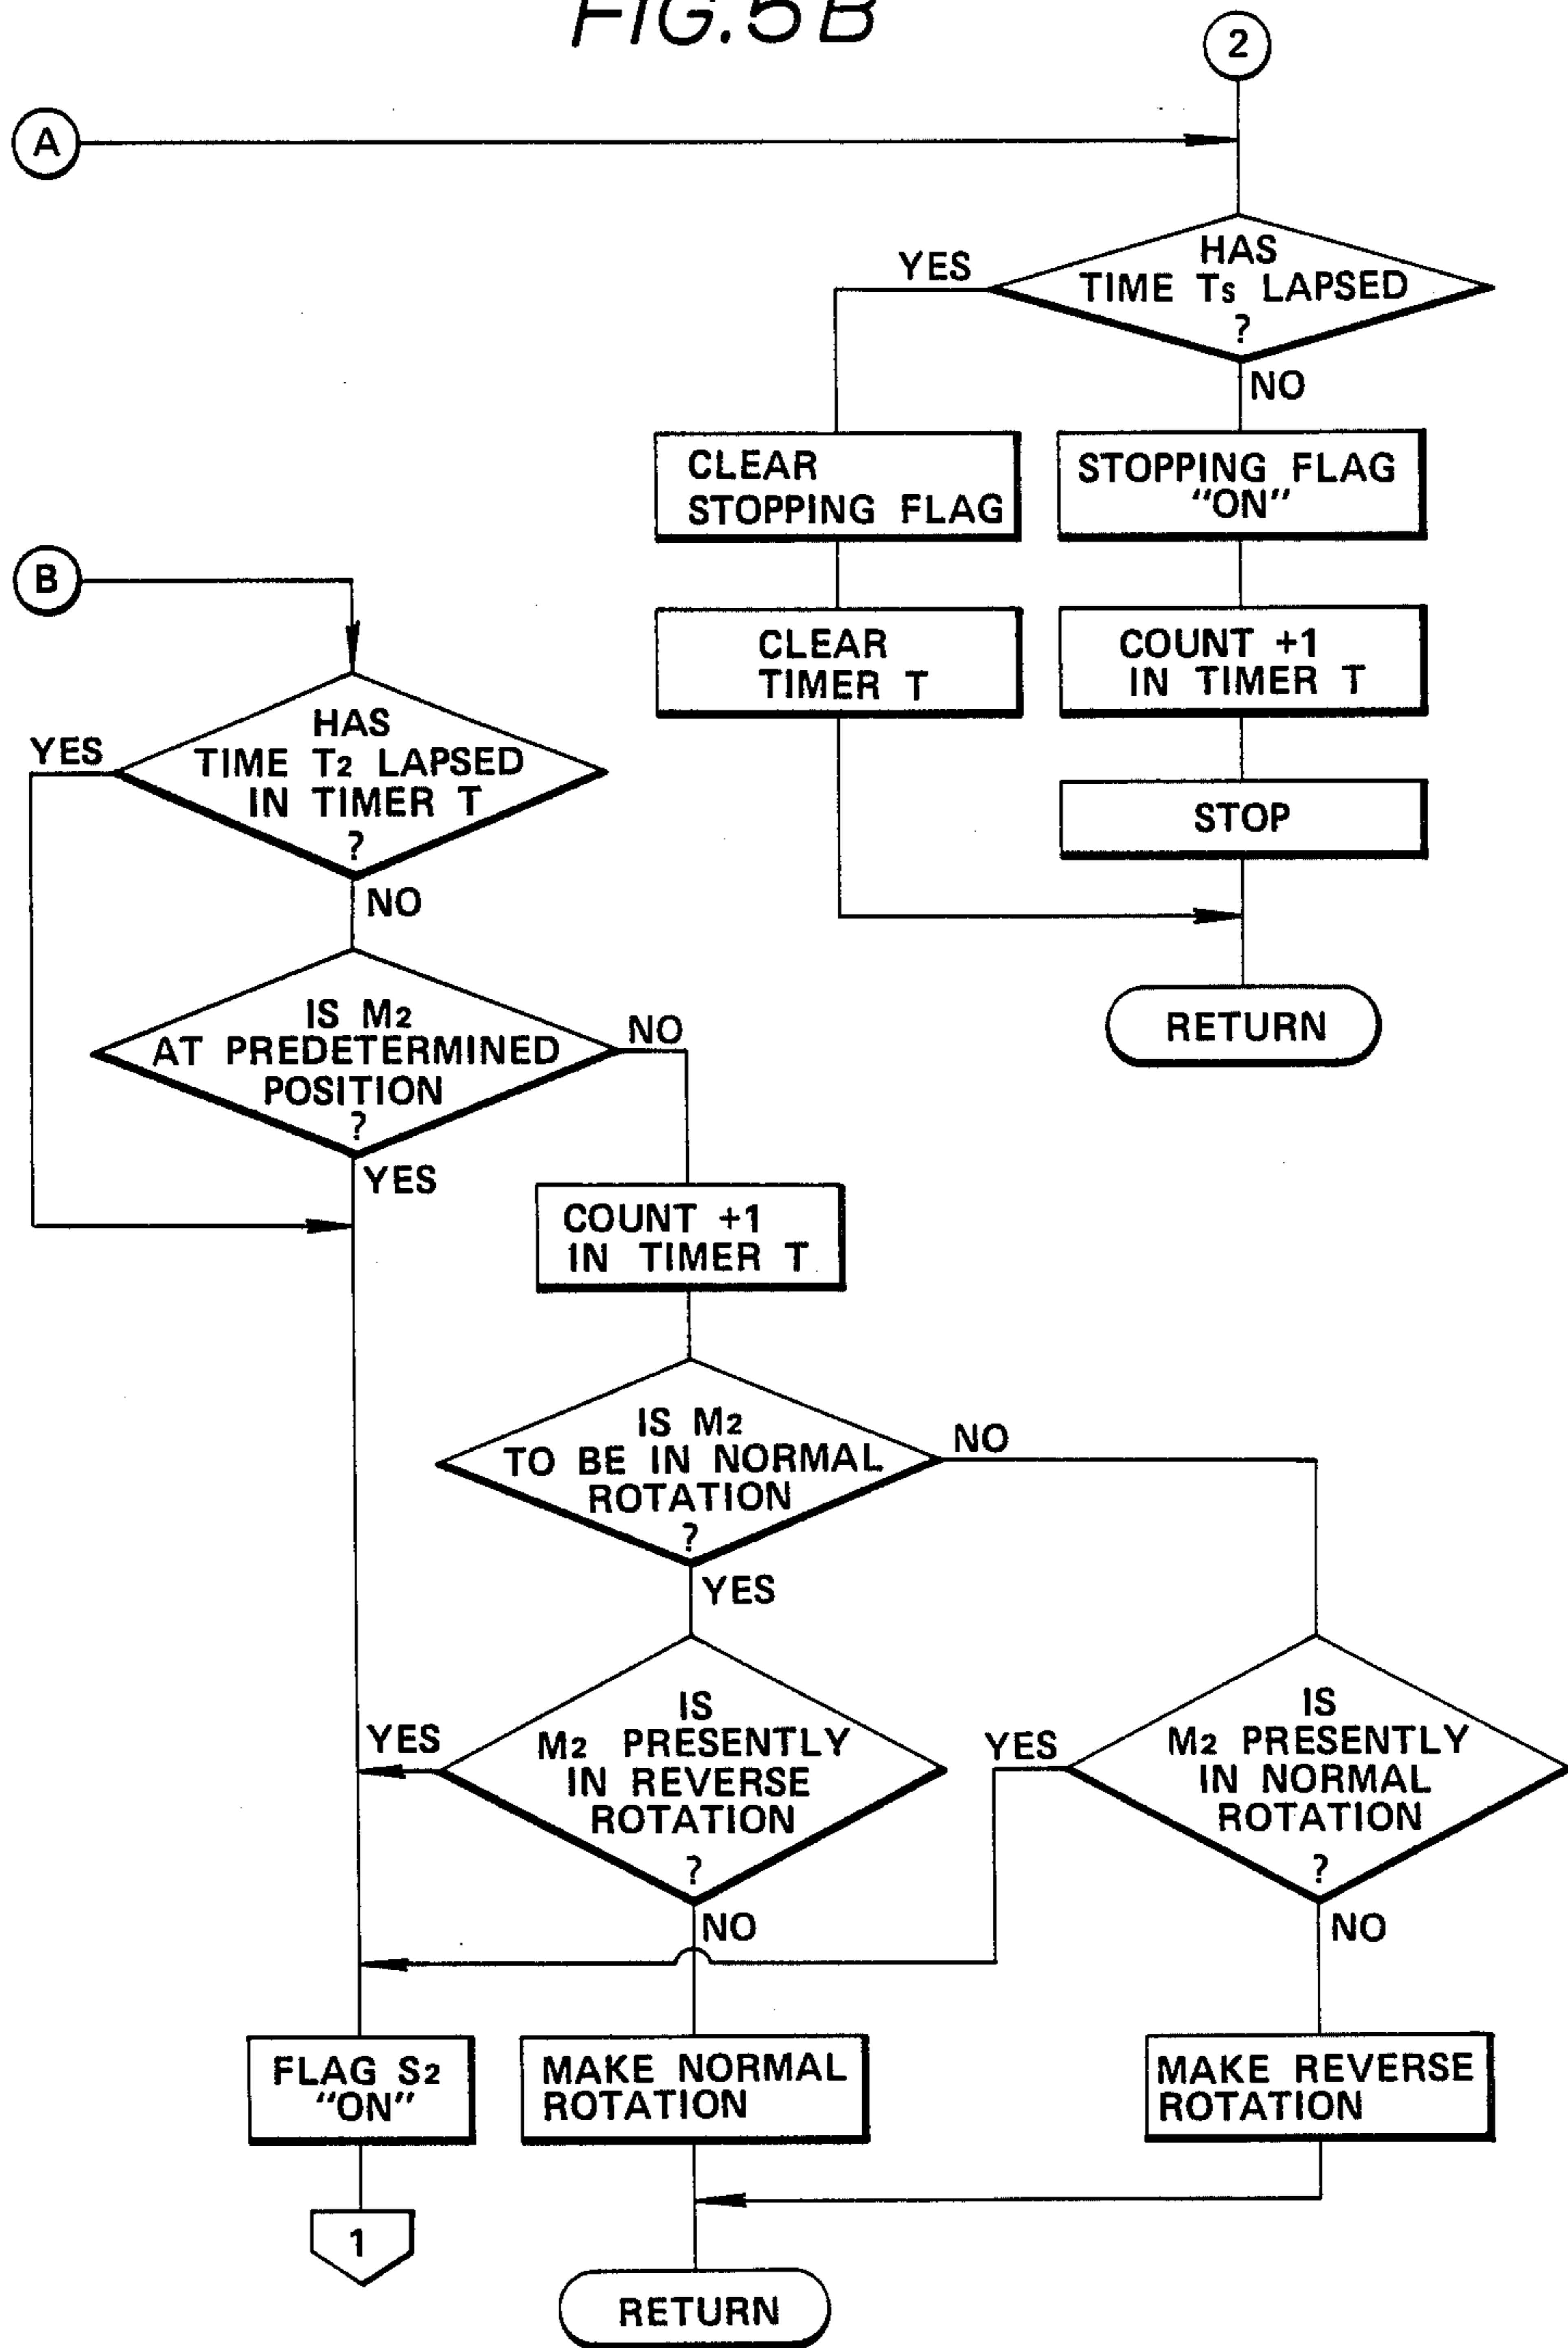 FIG.5B
2
A
HAS
TIME Ts LAPSED
?
YES
NO
CLEAR
STOPPING FLAG
STOPPING FLAG
"ON"
B
CLEAR
TIMER T
COUNT +1
IN TIMER T
HAS
TIME T2 LAPSED
IN TIMER T
?
YES
NO
STOP
RETURN
IS M2
AT PREDETERMINED
POSITION
?
NO
YES
COUNT +1
IN TIMER T
IS M2
TO BE IN NORMAL
ROTATION
?
NO
YES
IS
M2 PRESENTLY
IN REVERSE
ROTATION
?
YES
NO
IS
M2 PRESENTLY
IN NORMAL
ROTATION
?
YES
NO
FLAG S2
"ON"
MAKE NORMAL
ROTATION
MAKE REVERSE
ROTATION
1
RETURN